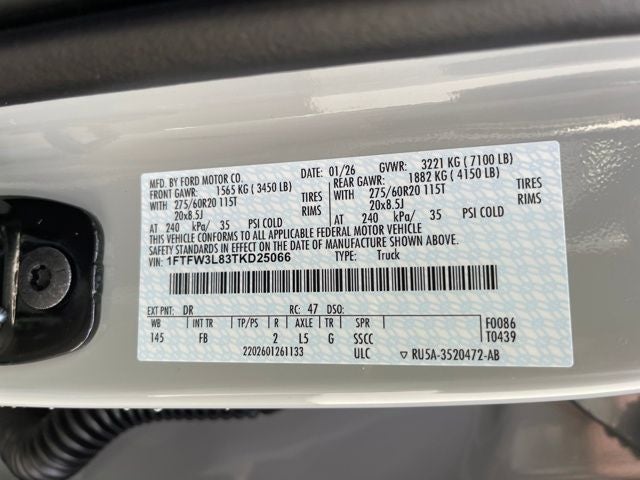 MFD. BY FORD MOTOR CO. DATE: 01/26 GVWR: 3221 KG ( 7100 LB)
FRONT GAWR: 1565 KG ( 3450 LB) REAR GAWR: 1882 KG ( 4150 LB)
WITH 275/60R20 115T TIRES WITH 275/60R20 115T TIRES
20x8.5J RIMS 20x8.5J RIMS
AT 240 kPa/ 35 PSI COLD AT 240 kPa/ 35 PSI COLD
THIS VEHICLE CONFORMS TO ALL APPLICABLE FEDERAL MOTOR VEHICLE
SAFETY STANDARDS IN EFFECT ON THE DATE OF MANUFACTURE SHOWN ABOVE.
VIN: 1FTFW3L83TKD25066 TYPE: Truck
EXT PNT: DR RC: 47 DSO:
WB INT TR TP/PS R AXLE TR SPR F0086
145 FB 2 L5 G SSCC T0439
2202601261133 ULC ▽ RU5A-3520472-AB